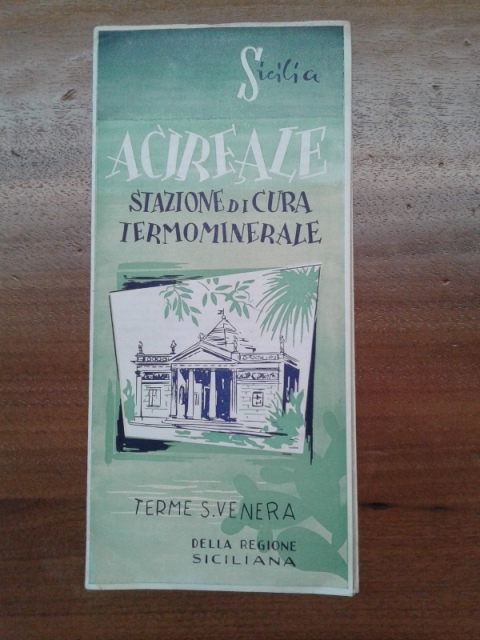 Sicilia
ACIREALE
STAZIONE DI CURA
TERMOMINERALE
TERME S. VENERA
DELLA REGIONE
SICILIANA